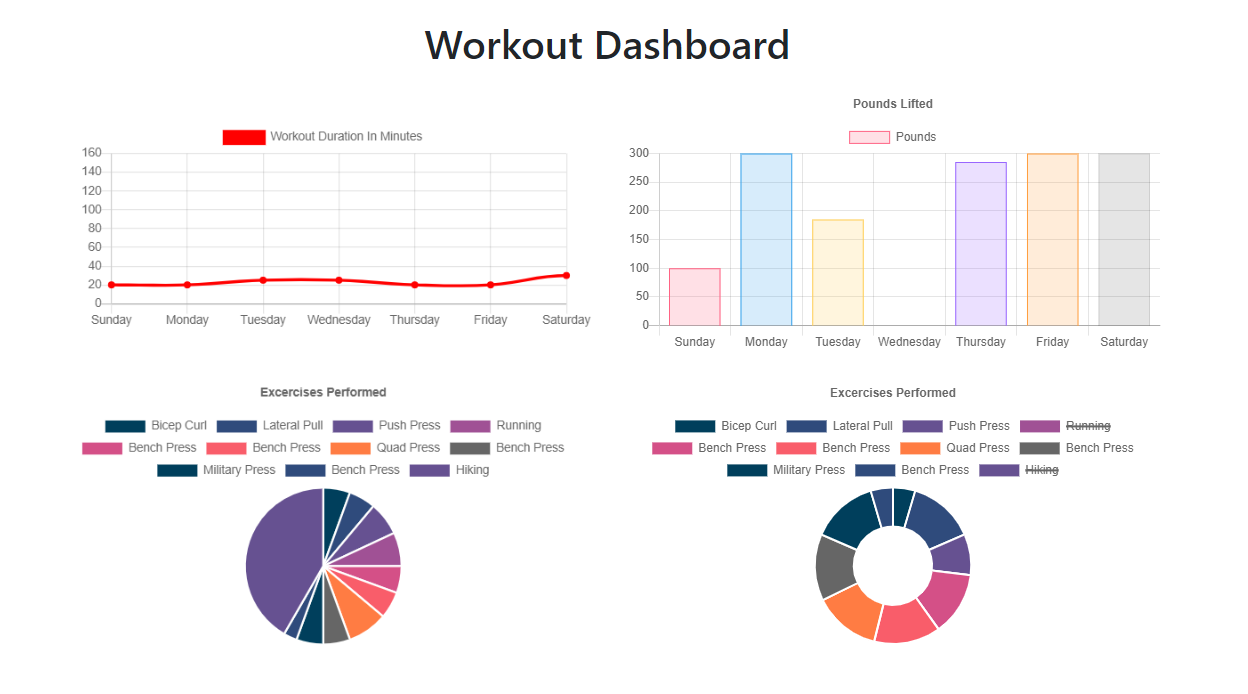 Workout Dashboard
Workout Duration In Minutes
160
140
120
100
80
60
40
20
0
Sunday Monday Tuesday Wednesday Thursday Friday Saturday
Pounds Lifted
Pounds
300
250
200
150
100
50
0
Sunday Monday Tuesday Wednesday Thursday Friday Saturday
Excercises Performed
Bicep Curl Lateral Pull Push Press Running
Bench Press Bench Press Quad Press Bench Press
Military Press Bench Press Hiking
Excercises Performed
Bicep Curl Lateral Pull Push Press Running
Bench Press Bench Press Quad Press Bench Press
Military Press Bench Press Hiking